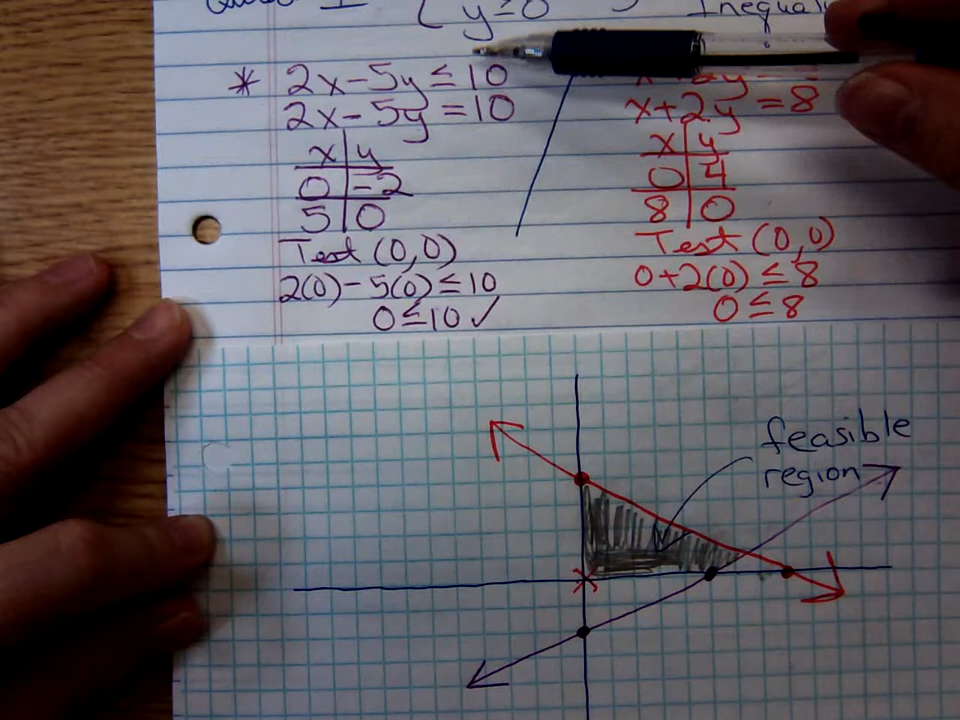 y≥0
* 2x-5y≤10
2x-5y=10
x y
0 -2
5 0
Test (0,0)
2(0)-5(0)≤10
0≤10 ✓
x+2y=8
x y
0 4
8 0
Test (0,0)
0+2(0)≤8
0≤8
feasible
region